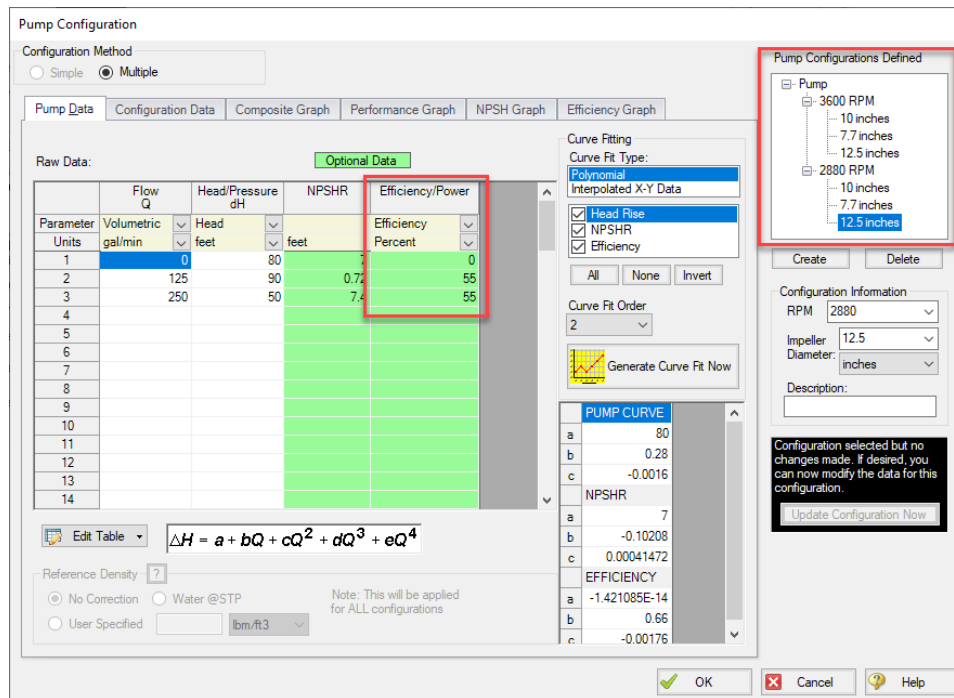 Pump Configuration
Configuration Method
Simple Multiple
Pump Data Configuration Data Composite Graph Performance Graph NPSH Graph Efficiency Graph
Raw Data: Optional Data
Flow Q Head/Pressure dH NPSHR Efficiency/Power
Parameter Volumetric Head Efficiency
Units gal/min feet feet Percent
1 0 80 7 0
2 125 90 0.72 55
3 250 50 7.4 55
4
5
6
7
8
9
10
11
12
13
14
Edit Table
△H = a + bQ + cQ² + dQ³ + eQ⁴
Reference Density ?
No Correction Water @STP
User Specified lbm/ft3
Note: This will be applied
for ALL configurations
Curve Fitting
Curve Fit Type:
Polynomial
Interpolated X-Y Data
Head Rise
NPSHR
Efficiency
All None Invert
Curve Fit Order
2
Generate Curve Fit Now
PUMP CURVE
a 80
b 0.28
c -0.0016
NPSHR
a 7
b -0.10208
c 0.00041472
EFFICIENCY
a -1.421085E-14
b 0.66
c -0.00176
Pump Configurations Defined
Pump
3600 RPM
10 inches
7.7 inches
12.5 inches
2880 RPM
10 inches
7.7 inches
12.5 inches
Create Delete
Configuration Information
RPM 2880
Impeller
Diameter: 12.5
inches
Description:
Configuration selected but no
changes made. If desired, you
can now modify the data for this
configuration.
Update Configuration Now
OK Cancel Help